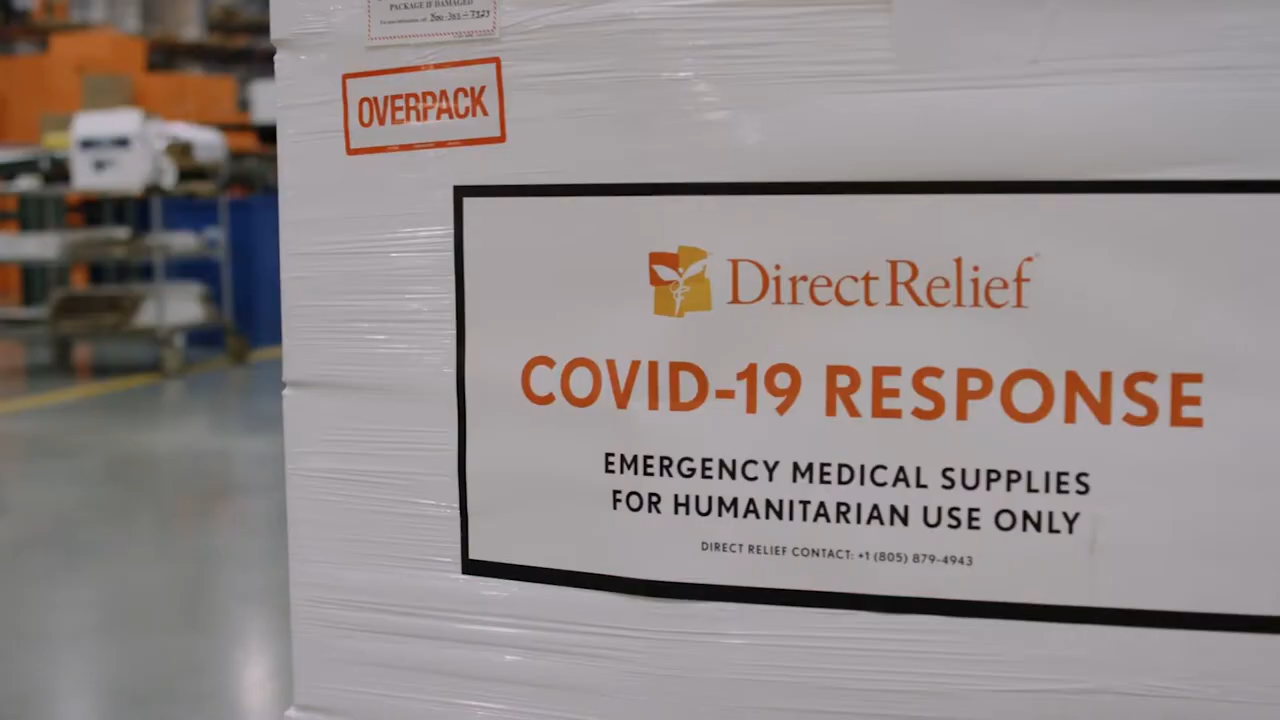 PACKAGE IF DAMAGED
OVERPACK
DirectRelief
COVID-19 RESPONSE
EMERGENCY MEDICAL SUPPLIES
FOR HUMANITARIAN USE ONLY
DIRECT RELIEF CONTACT: +1 (805) 879-4943